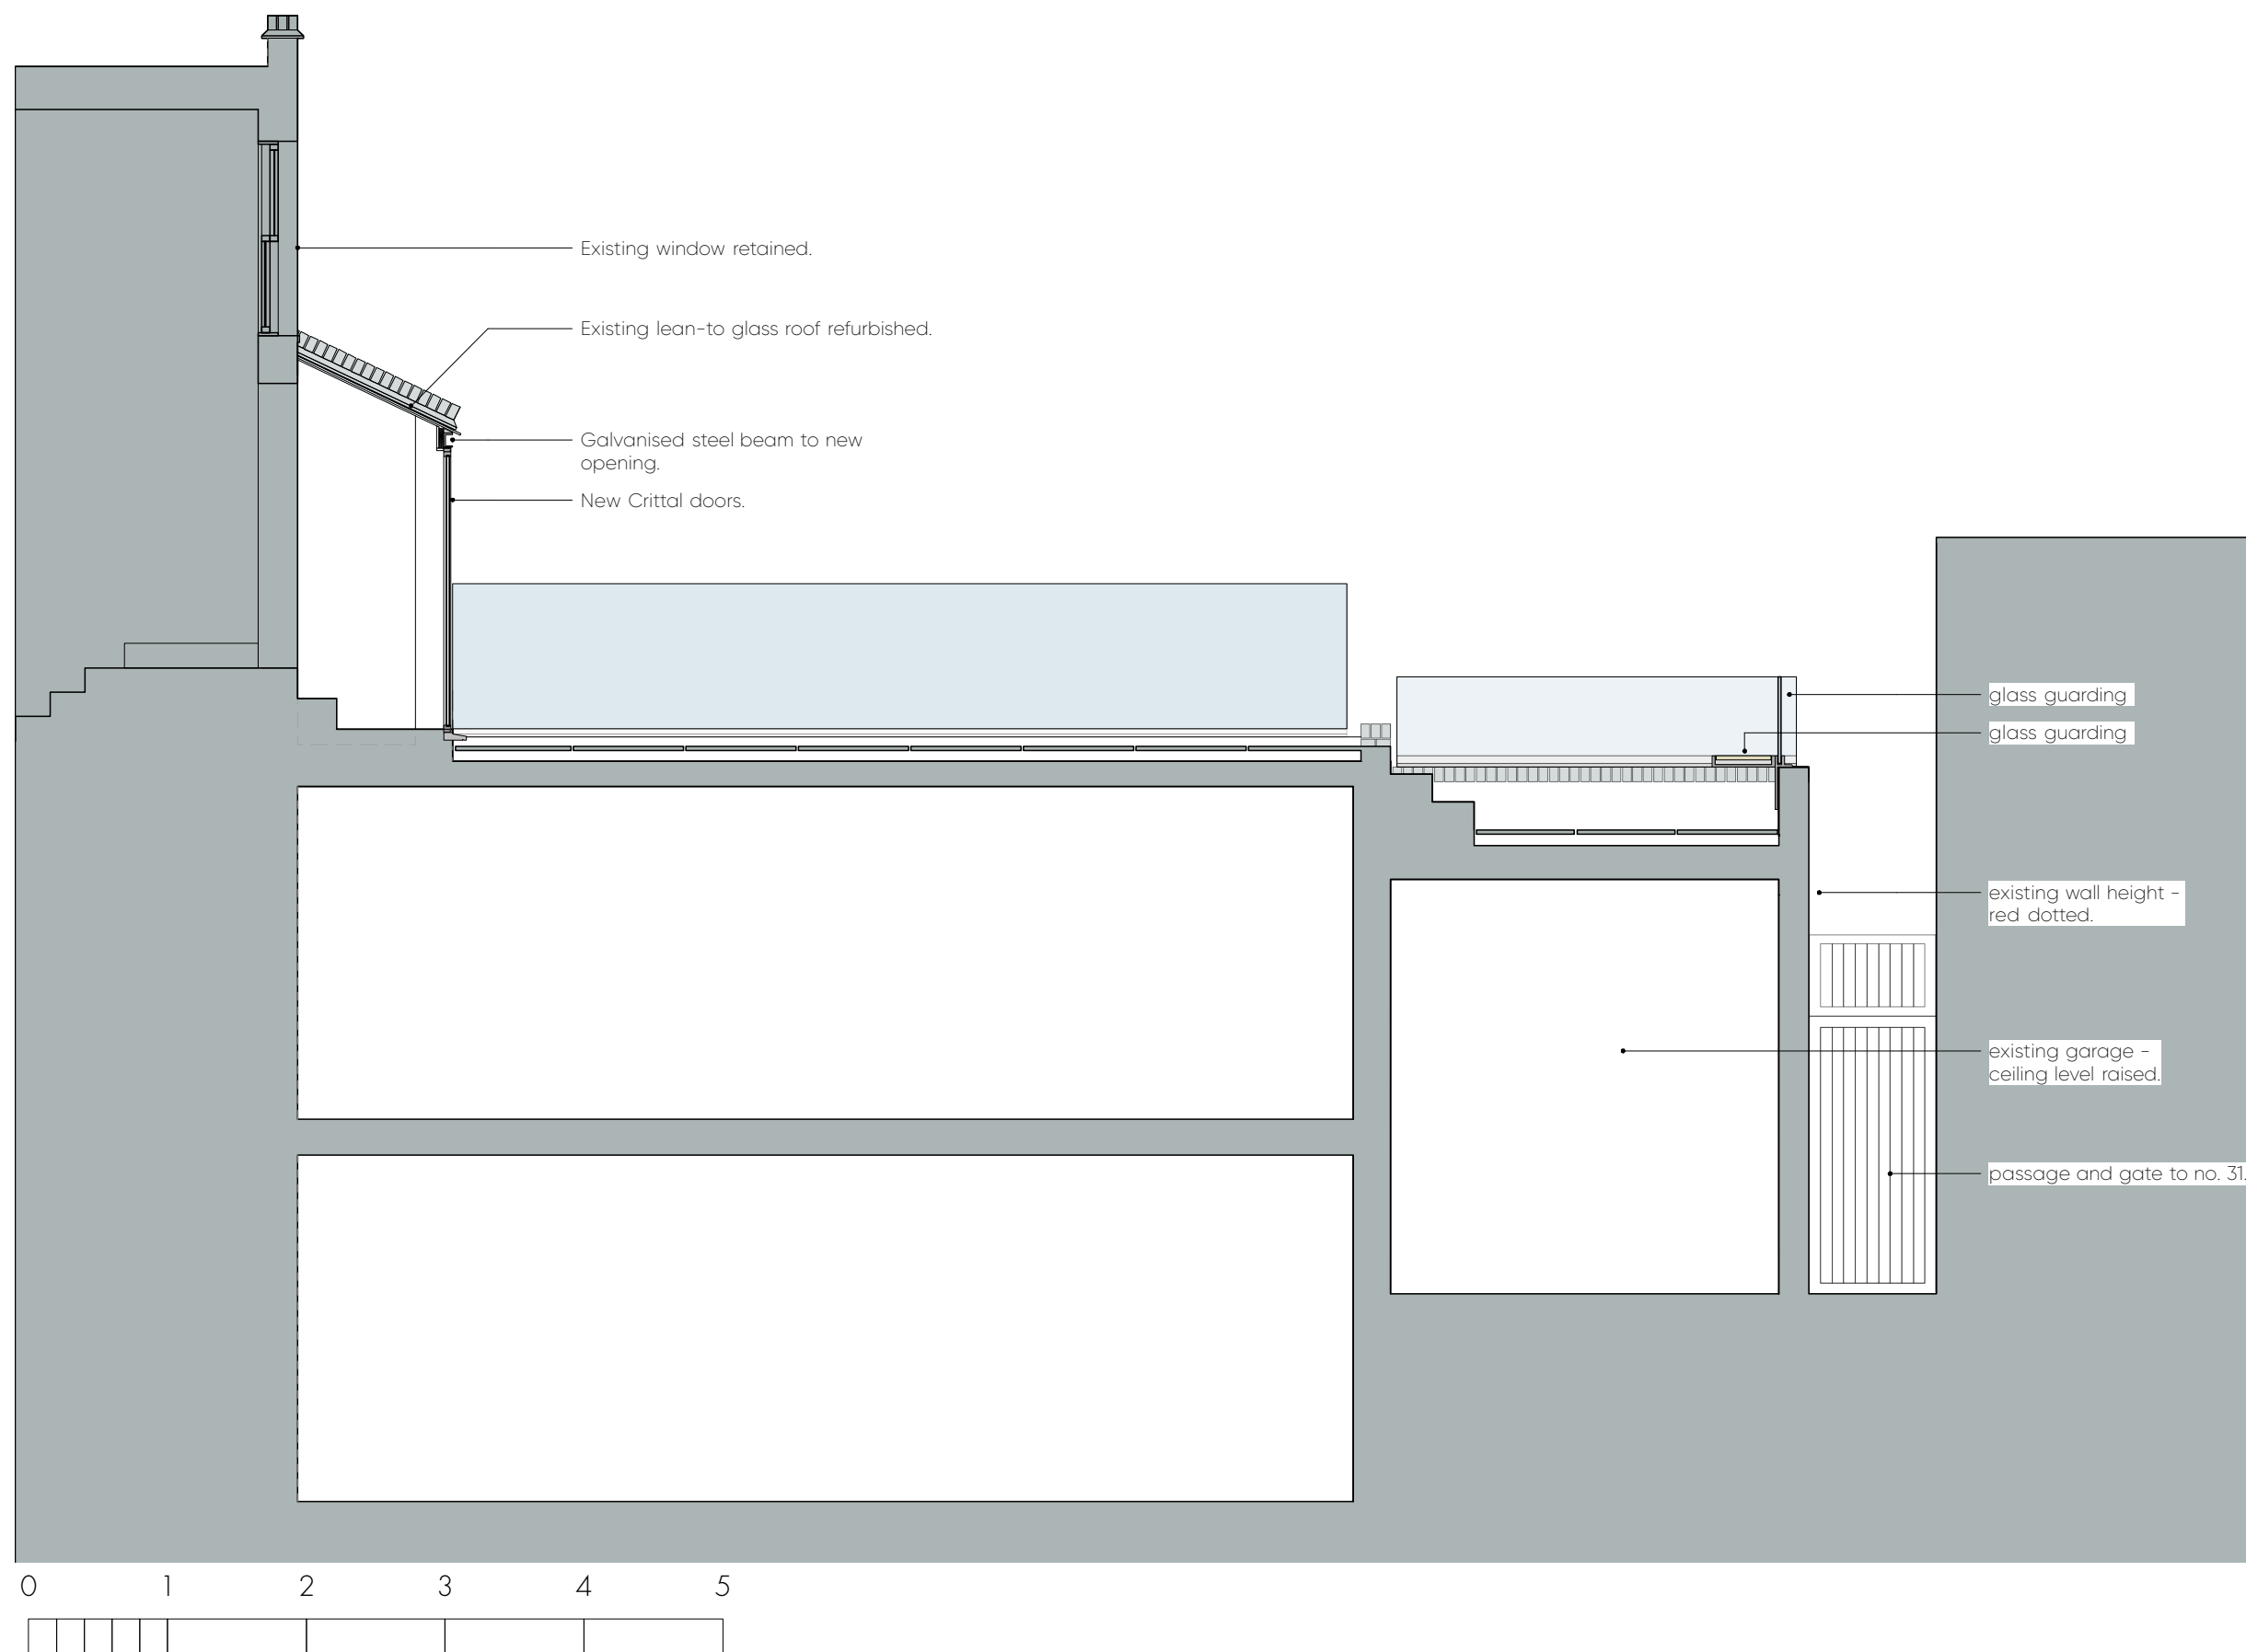 Existing window retained.
Existing lean-to glass roof refurbished.
Galvanised steel beam to new
opening.
New Crittal doors.
glass guarding
glass guarding
existing wall height -
red dotted.
existing garage -
ceiling level raised.
passage and gate to no. 31.
0 1 2 3 4 5